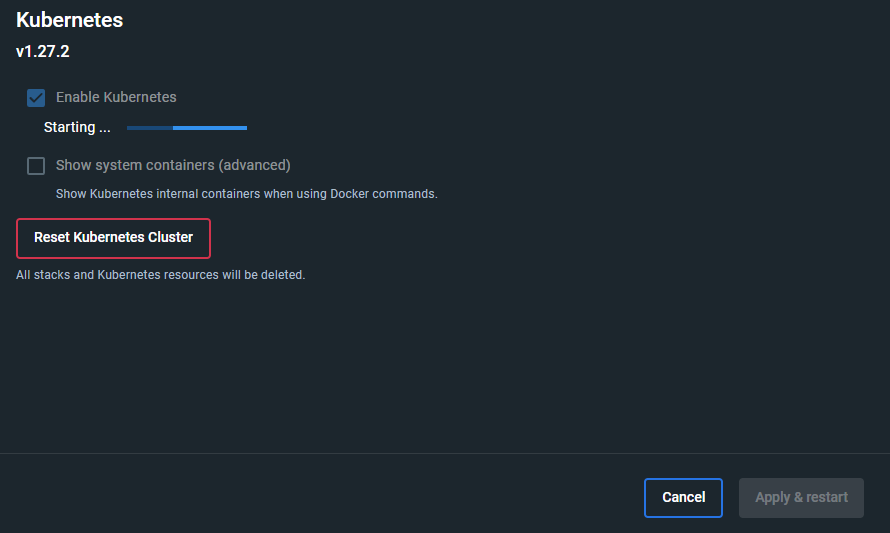 Kubernetes
v1.27.2
Enable Kubernetes
Starting ...
Show system containers (advanced)
Show Kubernetes internal containers when using Docker commands.
Reset Kubernetes Cluster
All stacks and Kubernetes resources will be deleted.
Cancel Apply & restart